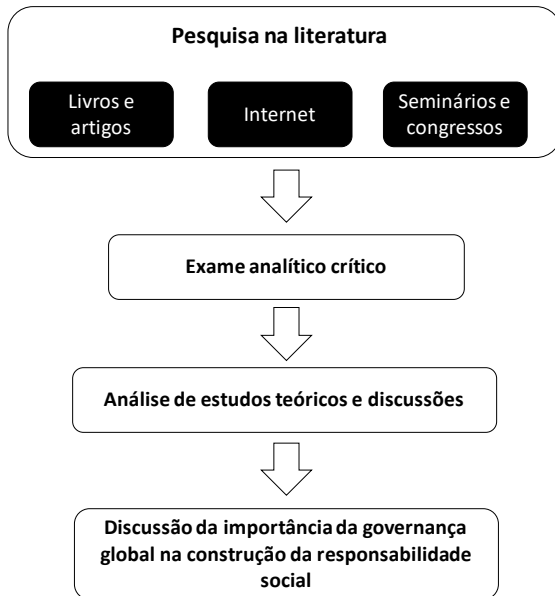 Pesquisa na literatura
Livros e
artigos
Internet
Seminários e
congressos
Exame analítico crítico
Análise de estudos teóricos e discussões
Discussão da importância da governança
global na construção da responsabilidade
social